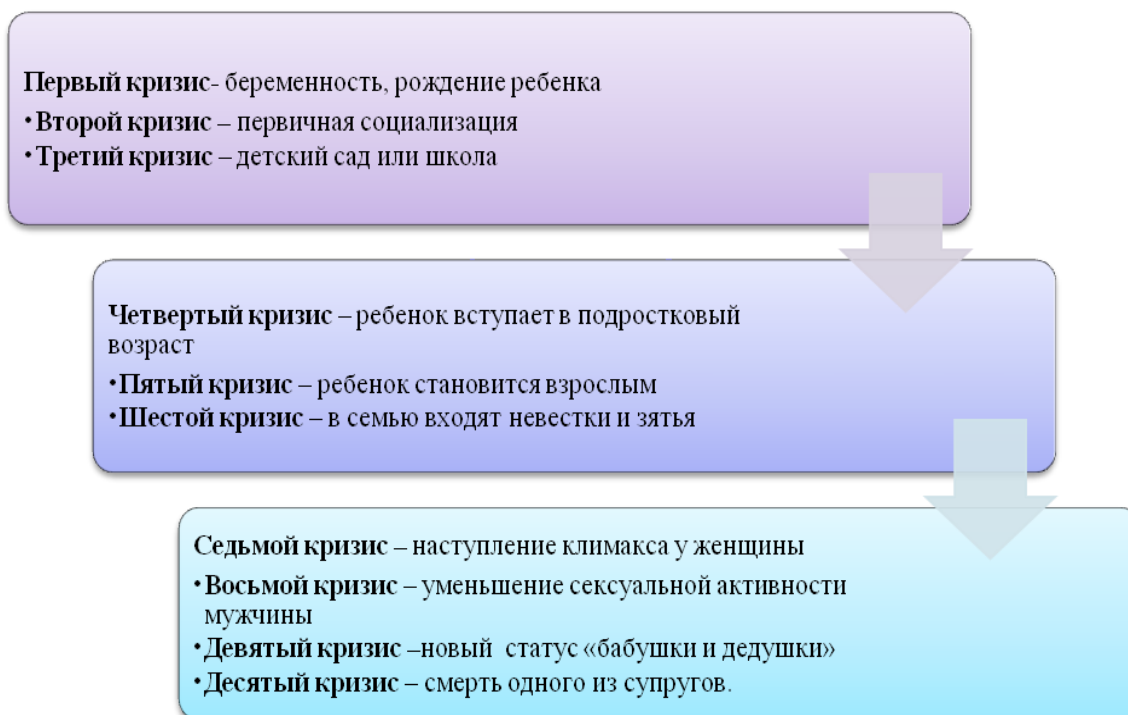 Первый кризис- беременность, рождение ребенка
•Второй кризис – первичная социализация
•Третий кризис – детский сад или школа
Четвертый кризис – ребенок вступает в подростковый
возраст
•Пятый кризис – ребенок становится взрослым
•Шестой кризис – в семью входят невестки и зятья
Седьмой кризис – наступление климакса у женщины
•Восьмой кризис – уменьшение сексуальной активности
мужчины
•Девятый кризис –новый статус «бабушки и дедушки»
•Десятый кризис – смерть одного из супругов.